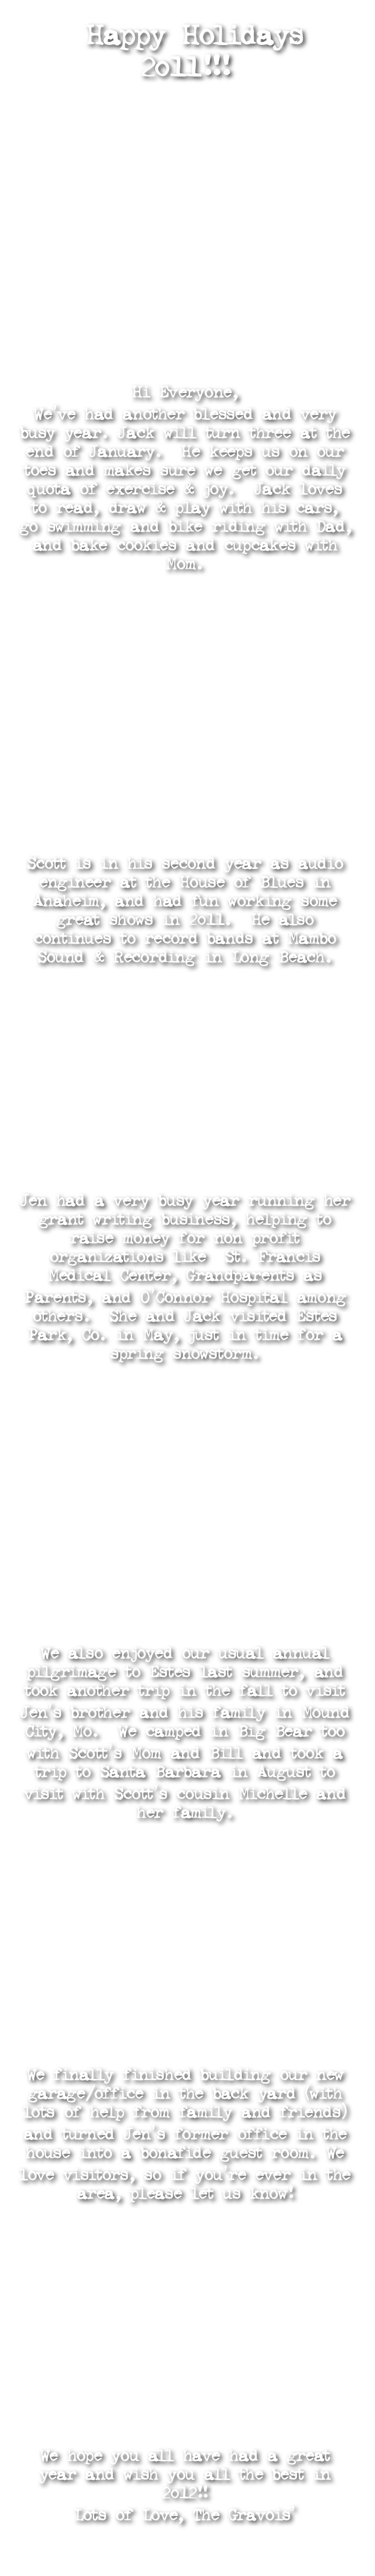 Happy Holidays
2011!!!
Hi Everyone,
We've had another blessed and very
busy year. Jack will turn three at the
end of January.  He keeps us on our
toes and makes sure we get our daily
quota of exercise & joy.  Jack loves
to read, draw & play with his cars,
go swimming and bike riding with Dad,
and bake cookies and cupcakes with
Mom.
Scott is in his second year as audio
engineer at the House of Blues in
Anaheim, and had fun working some
great shows in 2011.  He also
continues to record bands at Mambo
Sound & Recording in Long Beach.
Jen had a very busy year running her
grant writing business, helping to
raise money for non profit
organizations like  St. Francis
Medical Center, Grandparents as
Parents, and O'Connor Hospital among
others.  She and Jack visited Estes
Park, Co. in May, just in time for a
spring snowstorm.
We also enjoyed our usual annual
pilgrimage to Estes last summer, and
took another trip in the fall to visit
Jen's brother and his family in Mound
City, Mo.  We camped in Big Bear too
with Scott's Mom and Bill and took a
trip to Santa Barbara in August to
visit with Scott's cousin Michelle and
her family.
We finally finished building our new
garage/office in the back yard (with
lots of help from family and friends)
and turned Jen's former office in the
house into a bonafide guest room. We
love visitors, so if you're ever in the
area, please let us know!
We hope you all have had a great
year and wish you all the best in
2012!!
Lots of Love, The Gravois'